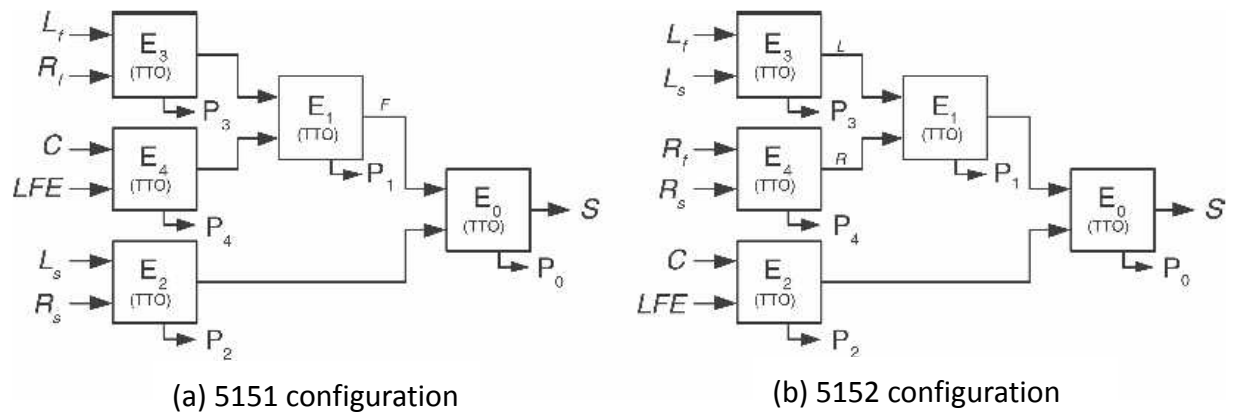 L_f
R_f
E_3
(TTO)
P_3
C
LFE
E_4
(TTO)
P_4
L_s
R_s
E_2
(TTO)
P_2
E_1
(TTO)
F
P_1
E_0
(TTO)
S
P_0
(a) 5151 configuration
L_f
L_s
E_3
(TTO)
L
P_3
R_f
R_s
E_4
(TTO)
R
P_4
C
LFE
E_2
(TTO)
P_2
E_1
(TTO)
P_1
E_0
(TTO)
S
P_0
(b) 5152 configuration